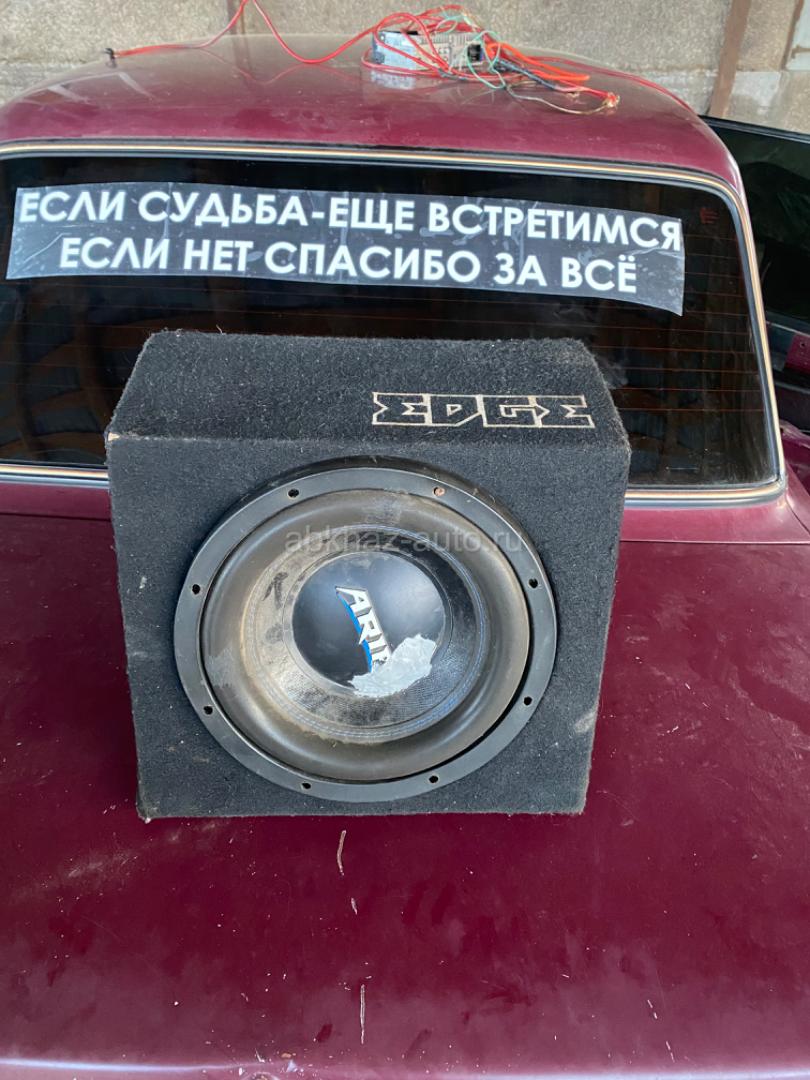 ЕСЛИ СУДЬБА-ЕЩЕ ВСТРЕТИМСЯ
ЕСЛИ НЕТ СПАСИБО ЗА ВСЁ
EDGE
abkhaz-auto.ru